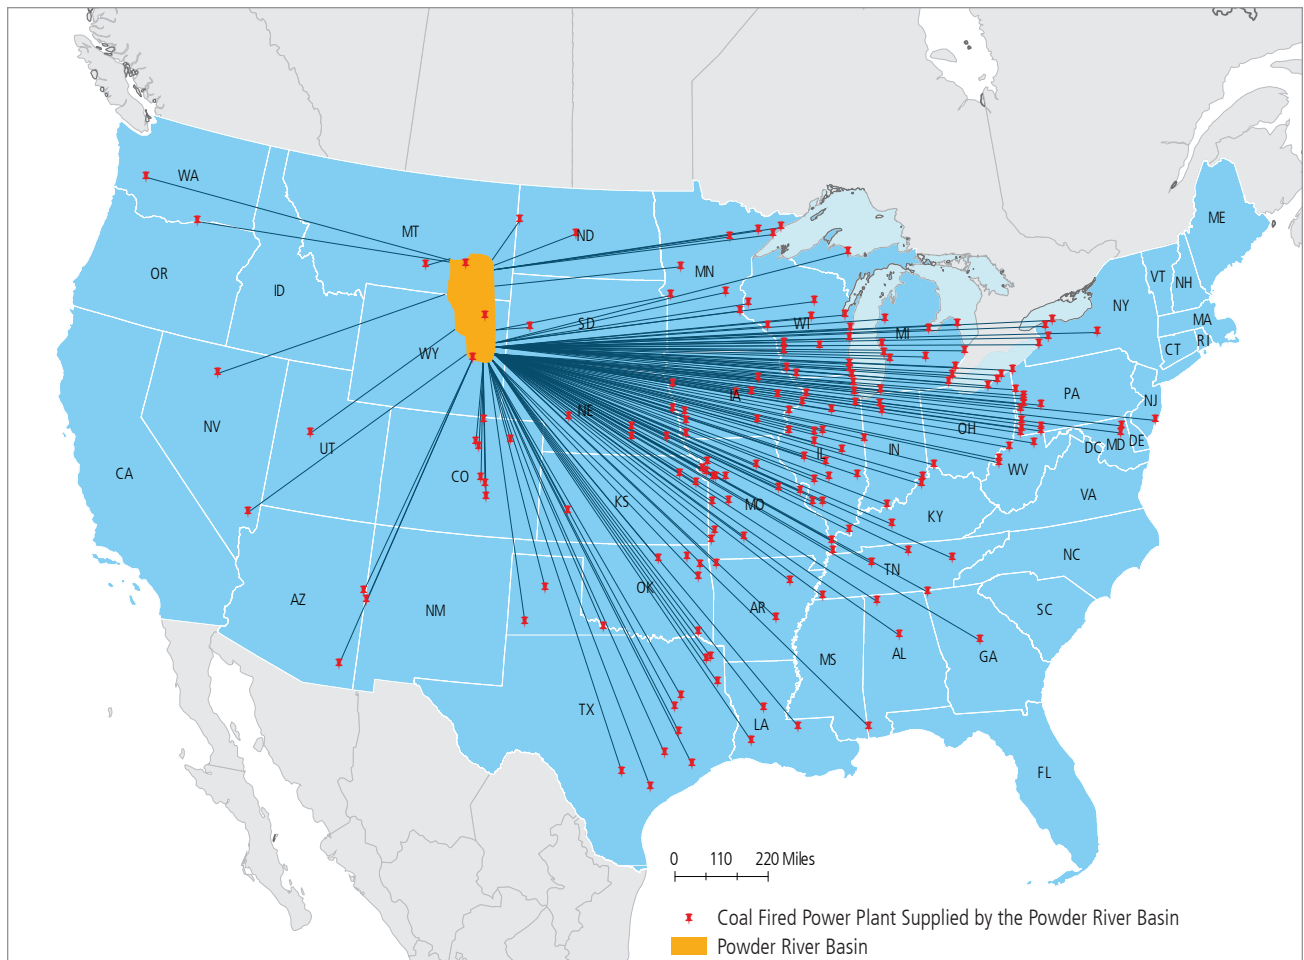 WA
MT
ND
ME
OR
ID
MN
VT
NH
NY
SD
WI
MI
MA
WY
CT
RI
NE
IA
PA
NJ
NV
UT
OH
CA
CO
IL
IN
DC
MD
DE
WV
VA
KS
MO
KY
NC
AZ
NM
OK
AR
TN
SC
MS
AL
GA
TX
LA
FL
0 110 220 Miles
Coal Fired Power Plant Supplied by the Powder River Basin
Powder River Basin